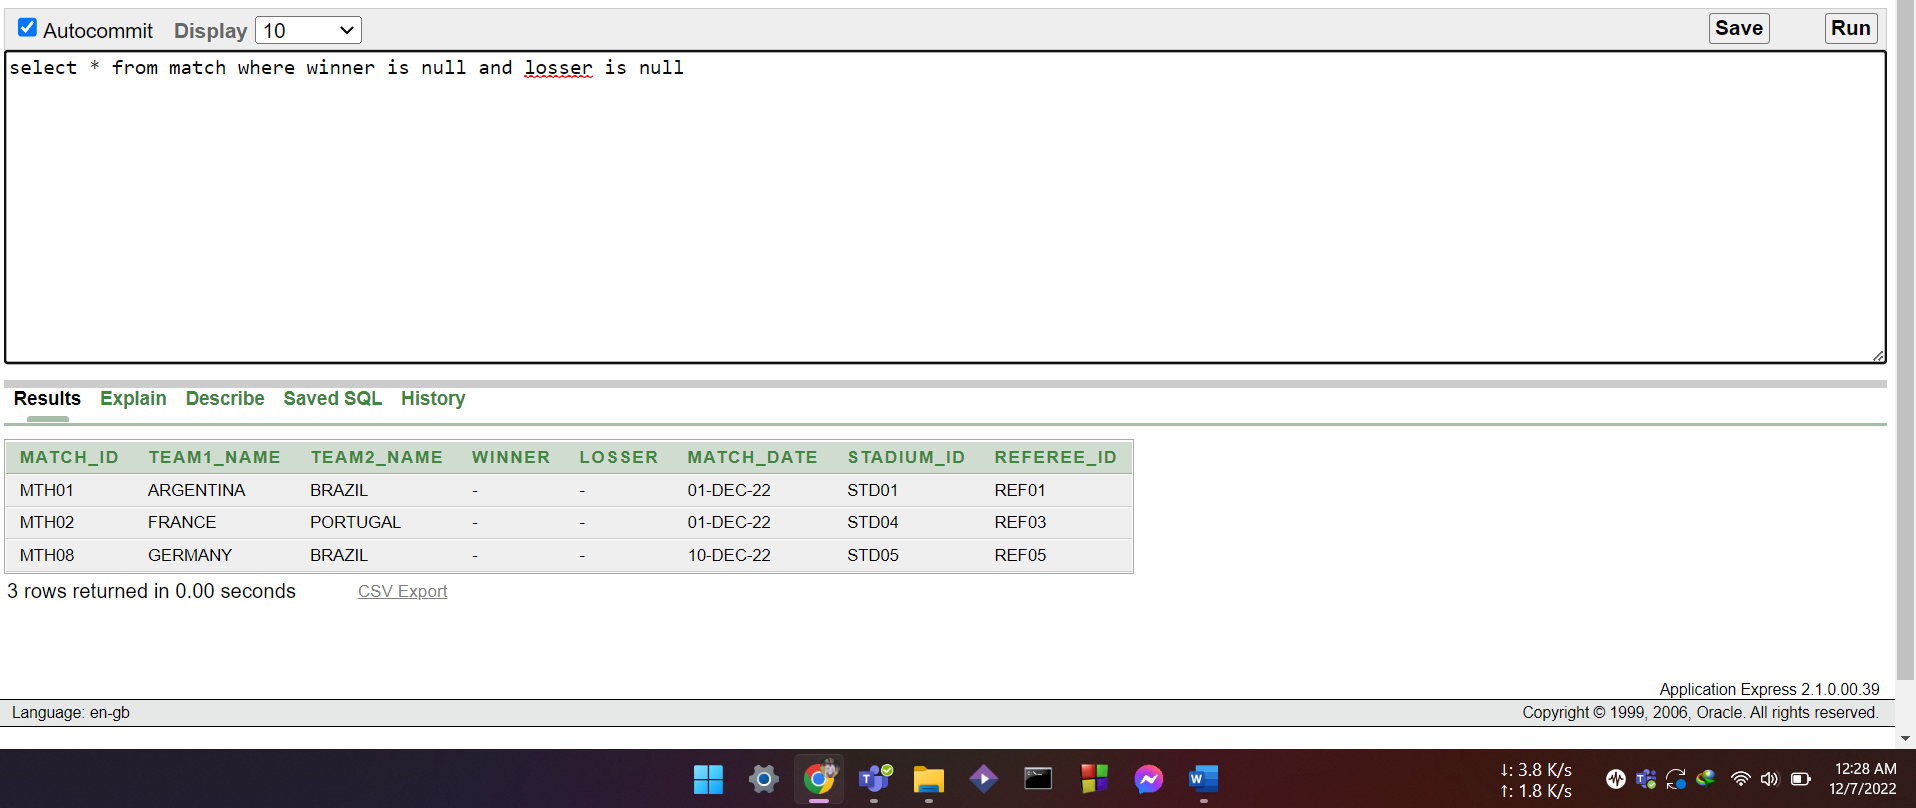 Autocommit Display 10 Save Run
select * from match where winner is null and losser is null
Results Explain Describe Saved SQL History
MATCH_ID TEAM1_NAME TEAM2_NAME WINNER LOSSER MATCH_DATE STADIUM_ID REFEREE_ID
MTH01 ARGENTINA BRAZIL - - 01-DEC-22 STD01 REF01
MTH02 FRANCE PORTUGAL - - 01-DEC-22 STD04 REF03
MTH08 GERMANY BRAZIL - - 10-DEC-22 STD05 REF05
3 rows returned in 0.00 seconds CSV Export
Application Express 2.1.0.00.39
Language: en-gb Copyright © 1999, 2006, Oracle. All rights reserved.
↓: 3.8 K/s 12:28 AM
↑: 1.8 K/s 12/7/2022